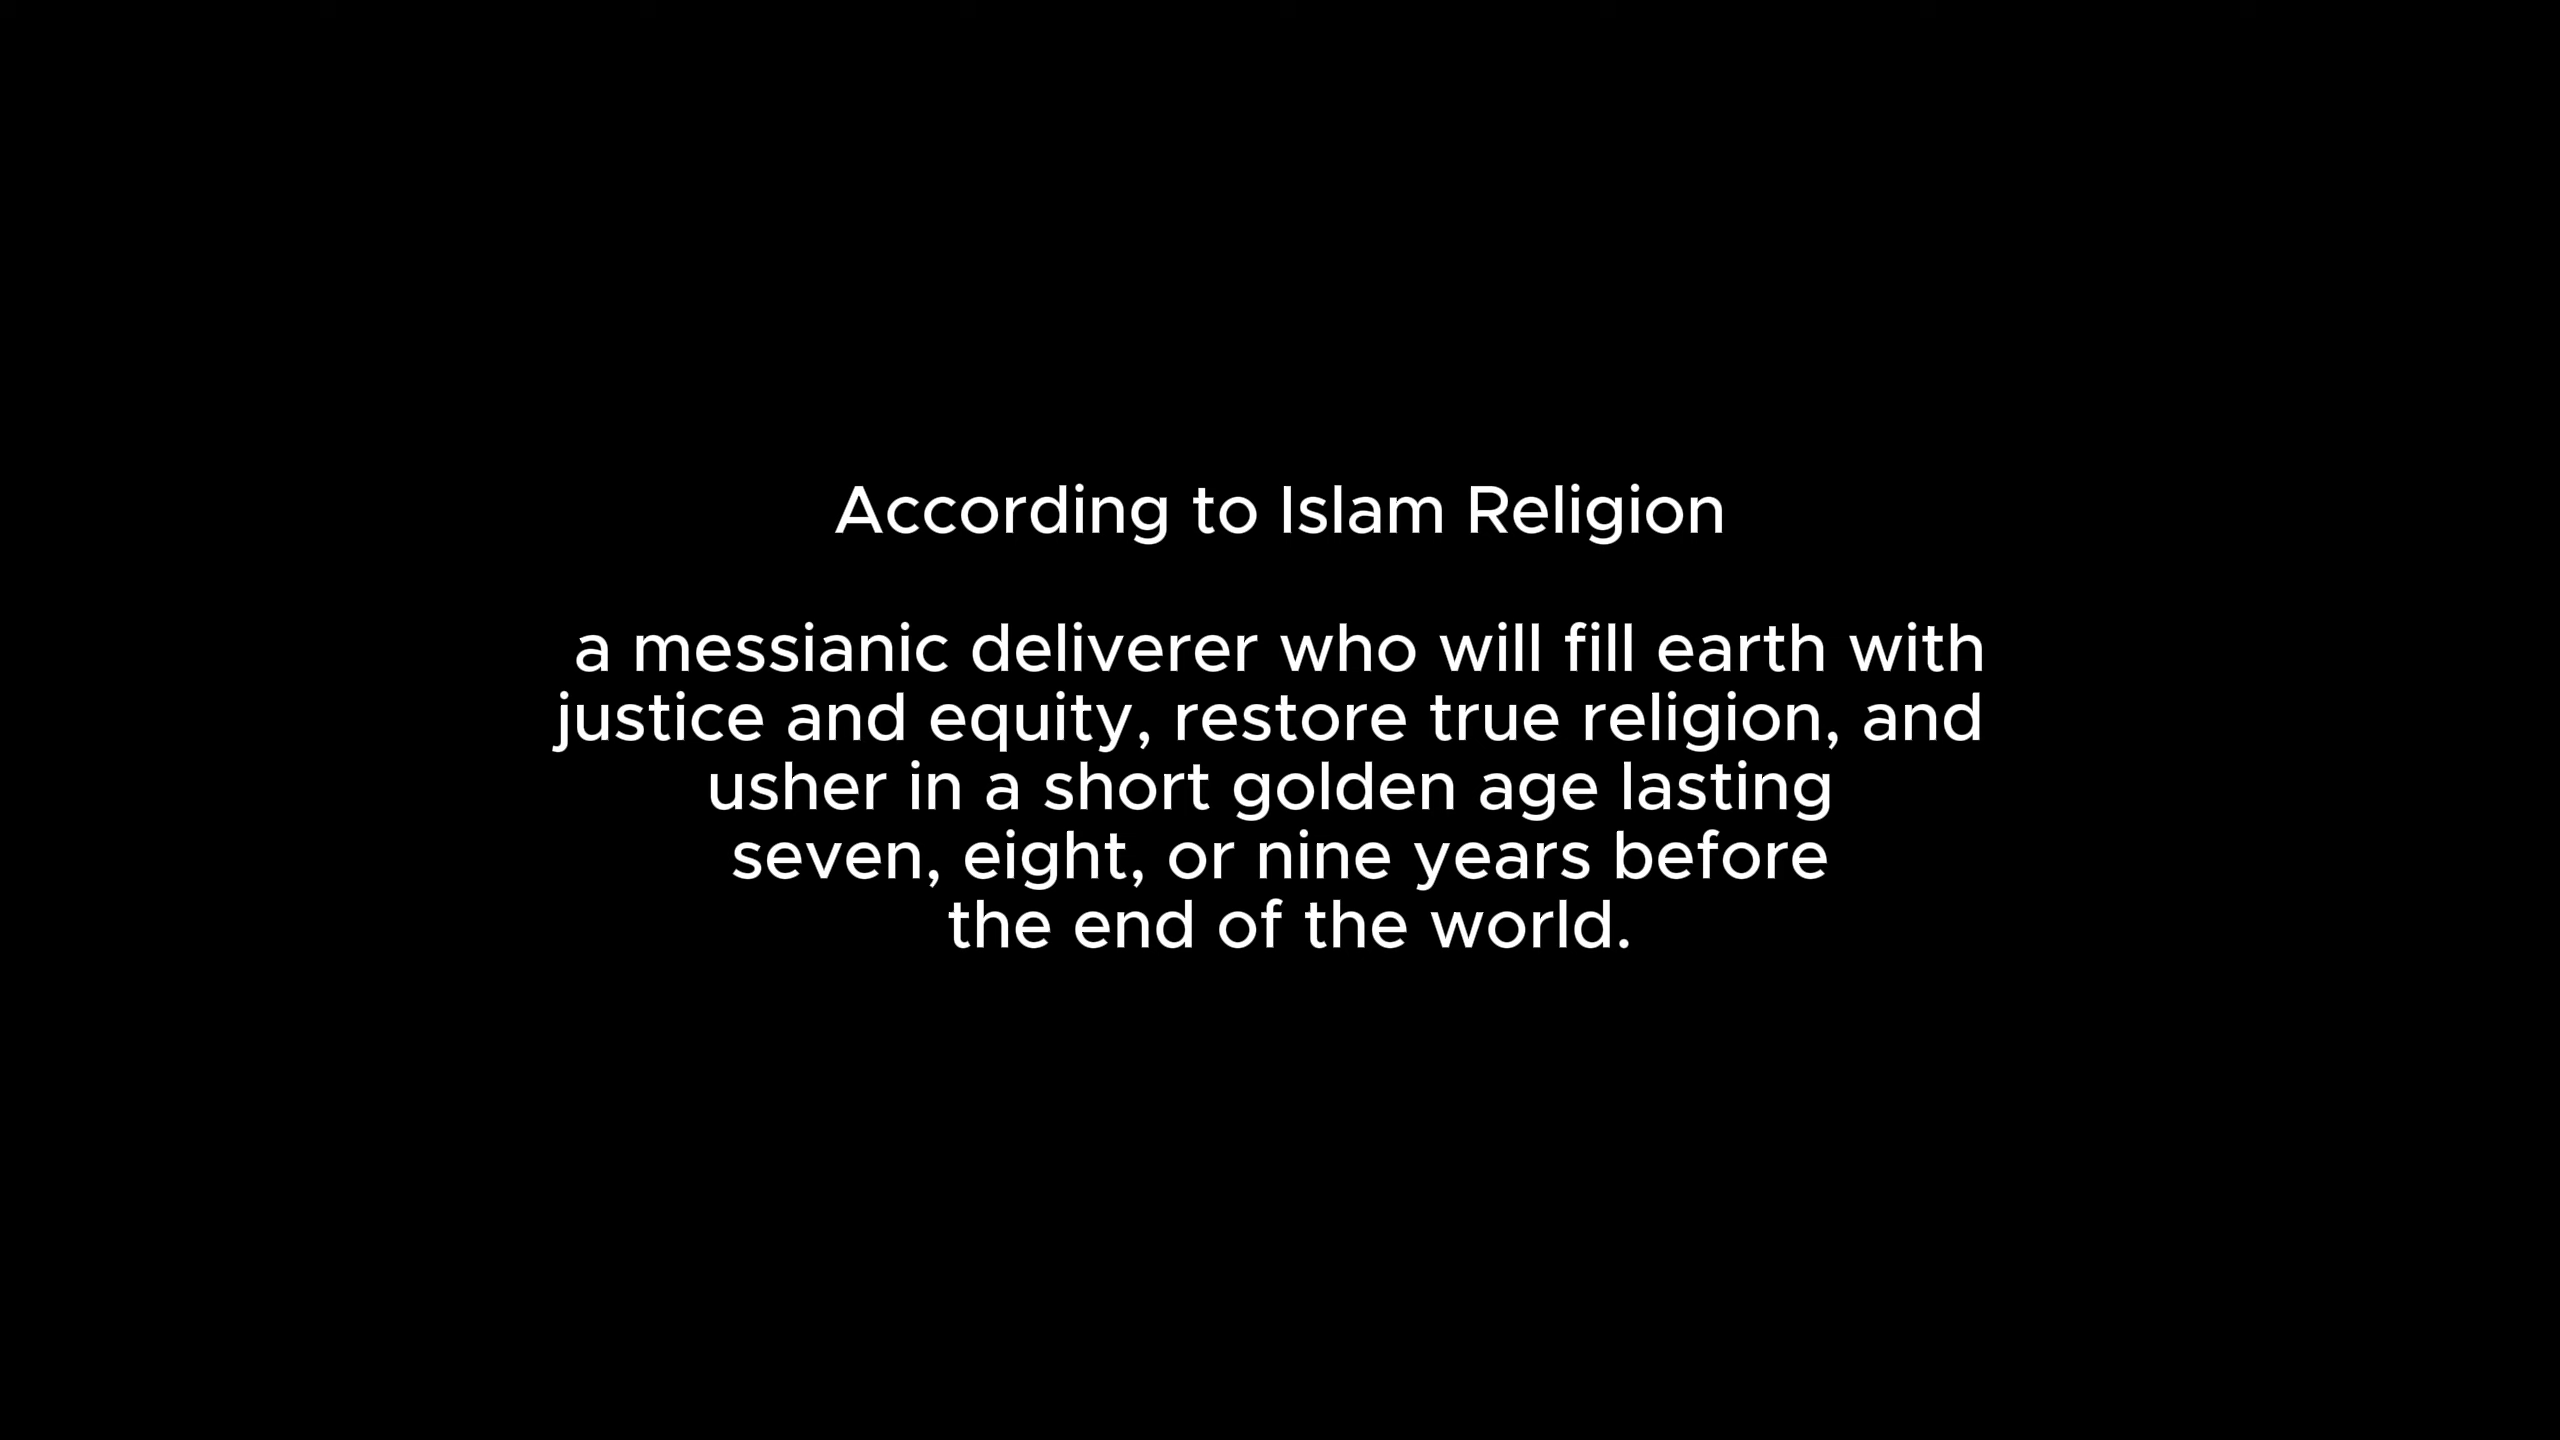 According to Islam Religion
a messianic deliverer who will fill earth with
justice and equity, restore true religion, and
usher in a short golden age lasting
seven, eight, or nine years before
the end of the world.